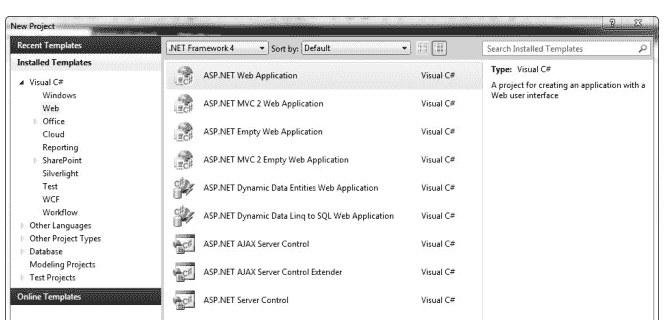 New Project
Recent Templates
Installed Templates
Visual C#
Windows
Web
Office
Cloud
Reporting
SharePoint
Silverlight
Test
WCF
Workflow
Other Languages
Other Project Types
Database
Modeling Projects
Test Projects
Online Templates
.NET Framework 4 Sort by: Default
ASP.NET Web Application Visual C#
ASP.NET MVC 2 Web Application Visual C#
ASP.NET Empty Web Application Visual C#
ASP.NET MVC 2 Empty Web Application Visual C#
ASP.NET Dynamic Data Entities Web Application Visual C#
ASP.NET Dynamic Data Linq to SQL Web Application Visual C#
ASP.NET AJAX Server Control Visual C#
ASP.NET AJAX Server Control Extender Visual C#
ASP.NET Server Control Visual C#
Search Installed Templates
Type: Visual C#
A project for creating an application with a
Web user interface